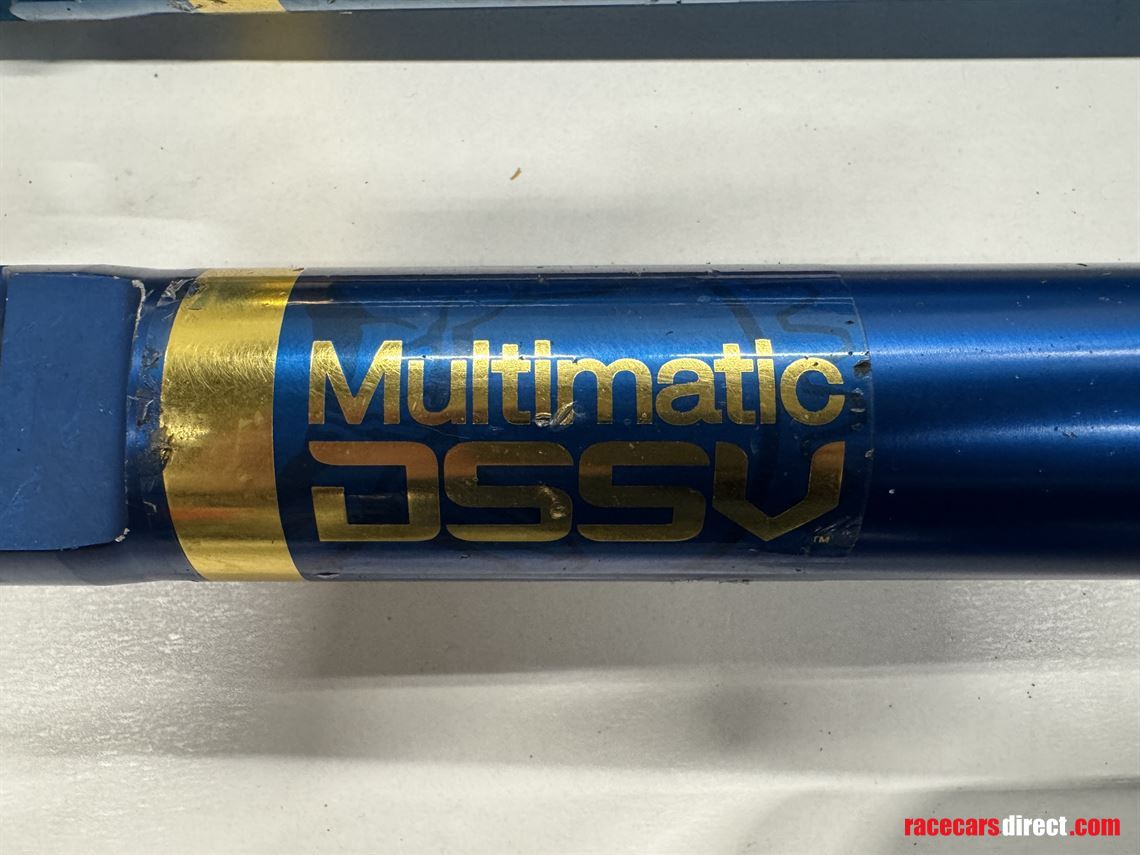 Multimatic
DSSV
™
racecarsdirect.com